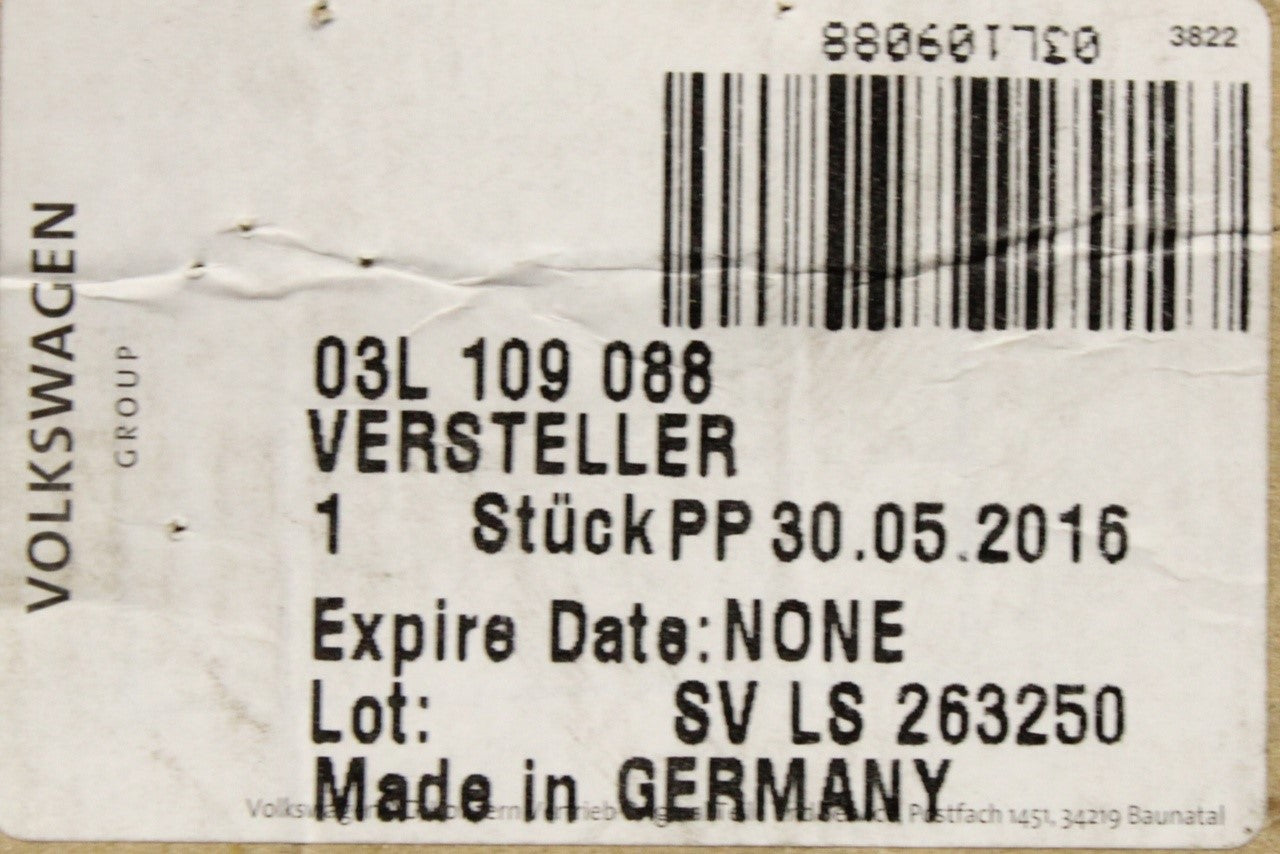 03L109088
3822
VOLKSWAGEN
GROUP
03L 109 088
VERSTELLER
1 Stück PP 30.05.2016
Expire Date: NONE
Lot: SV LS 263250
Made in GERMANY
Postfach 1451, 34219 Baunatal